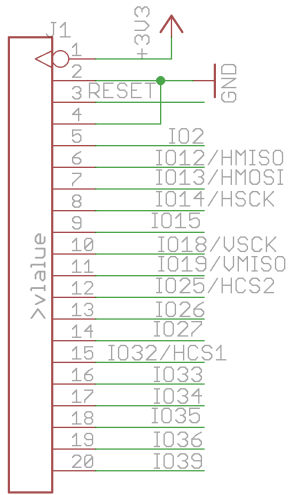 J1
+3V3
1
2
GND
3 RESET
4
5 IO2
6 IO12/HMISO
7 IO13/HMOSI
8 IO14/HSCK
9 IO15
10 IO18/VSCK
11 IO19/VMISO
12 IO25/HCS2
13 IO26
14 IO27
15 IO32/HCS1
16 IO33
17 IO34
18 IO35
19 IO36
20 IO39
>vlalue